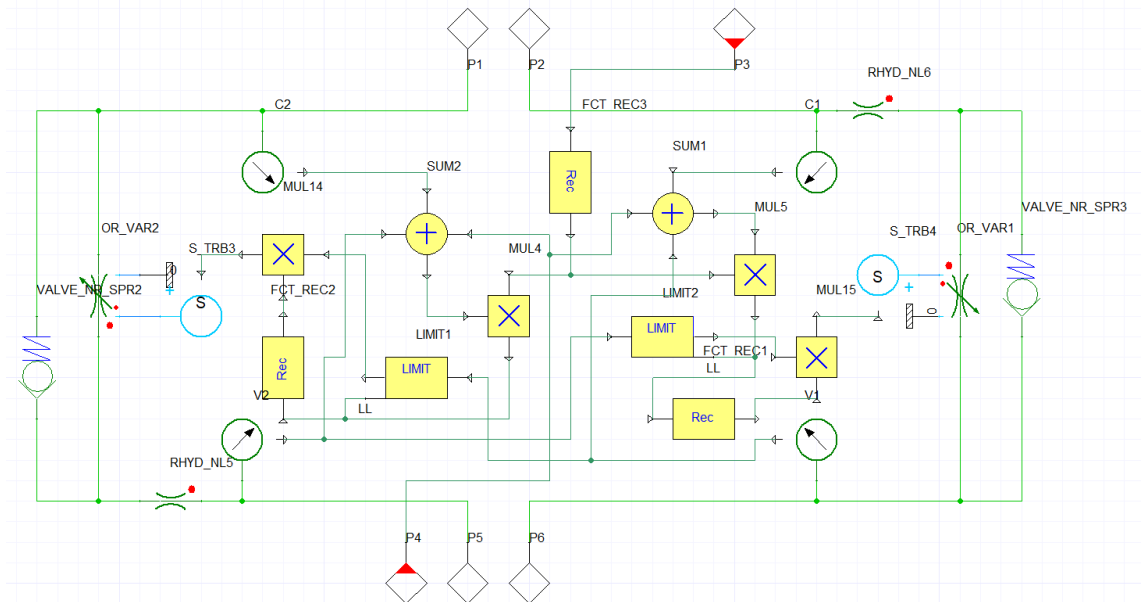 P1
P2
P3
RHYD_NL6
C2
FCT_REC3
C1
SUM1
SUM2
MUL14
Rec
MUL5
VALVE_NR_SPR3
OR_VAR2
S_TRB3
MUL4
S_TRB4
OR_VAR1
0
S
VALVE_NR_SPR2
FCT_REC2
LIMIT2
MUL15
S
0
LIMIT1
LIMIT
FCT_REC1
Rec
LIMIT
LL
V2
LL
Rec
V1
RHYD_NL5
P4
P5
P6